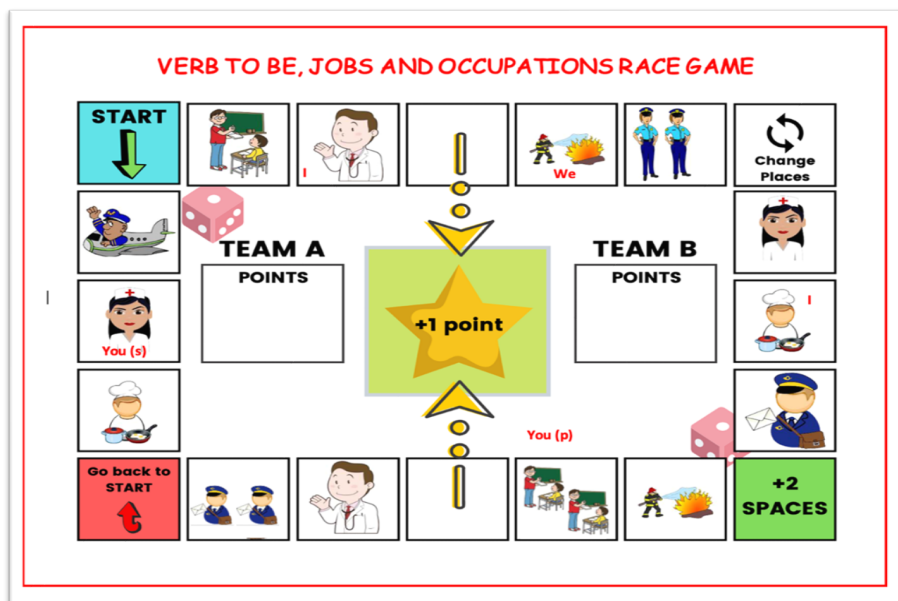 VERB TO BE, JOBS AND OCCUPATIONS RACE GAME
START
I
We
Change
Places
TEAM A
POINTS
TEAM B
POINTS
+1 point
You (s)
I
You (p)
Go back to
START
+2
SPACES